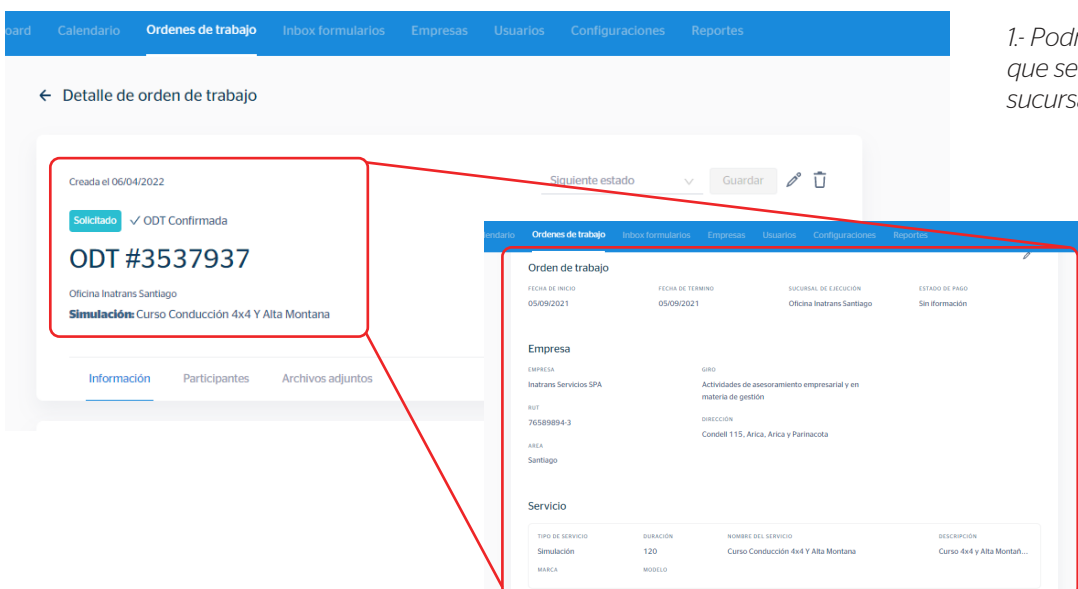 Calendario Ordenes de trabajo Inbox formularios Empresas Usuarios Configuraciones Reportes
1.- Podr
que se
sucurs
← Detalle de orden de trabajo
Creada el 06/04/2022
Siguiente estado Guardar
Solicitado ✓ ODT Confirmada
ODT #3537937
Oficina Inatrans Santiago
Simulación: Curso Conducción 4x4 Y Alta Montana
Información Participantes Archivos adjuntos
endario Ordenes de trabajo Inbox formularios Empresas Usuarios Configuraciones Reportes
Orden de trabajo
FECHA DE INICIO FECHA DE TERMINO SUCURSAL DE EJECUCIÓN ESTADO DE PAGO
05/09/2021 05/09/2021 Oficina Inatrans Santiago Sin iformación
Empresa
EMPRESA GIRO
Inatrans Servicios SPA Actividades de asesoramiento empresarial y en
materia de gestión
RUT
76589894-3
DIRECCIÓN
Condell 115, Arica, Arica y Parinacota
AREA
Santiago
Servicio
TIPO DE SERVICIO DURACIÓN NOMBRE DEL SERVICIO DESCRIPCIÓN
Simulación 120 Curso Conducción 4x4 Y Alta Montana Curso 4x4 y Alta Montañ...
MARCA MODELO